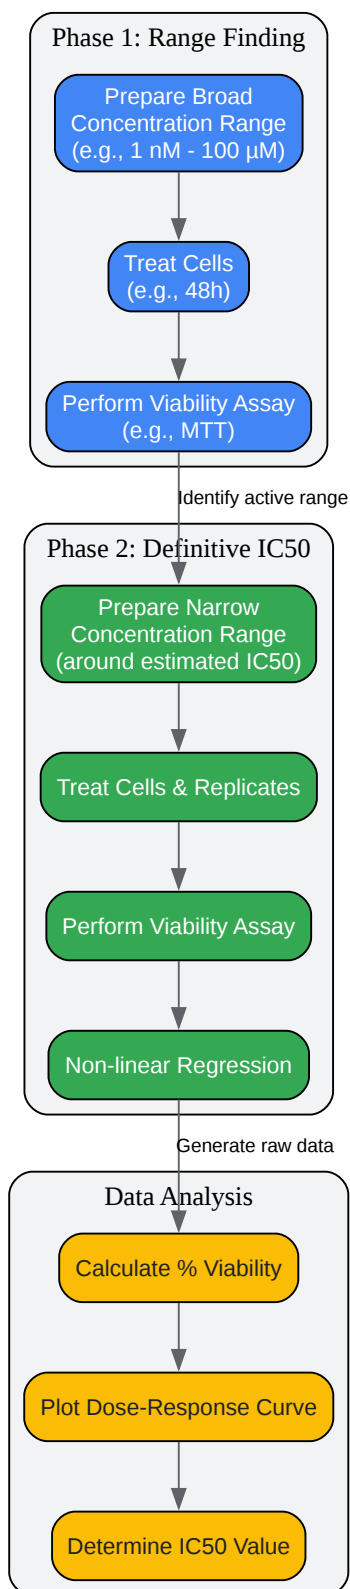 Phase 1: Range Finding
Prepare Broad
Concentration Range
(e.g., 1 nM - 100 µM)
Treat Cells
(e.g., 48h)
Perform Viability Assay
(e.g., MTT)
Identify active range
Phase 2: Definitive IC50
Prepare Narrow
Concentration Range
(around estimated IC50)
Treat Cells & Replicates
Perform Viability Assay
Non-linear Regression
Generate raw data
Data Analysis
Calculate % Viability
Plot Dose-Response Curve
Determine IC50 Value